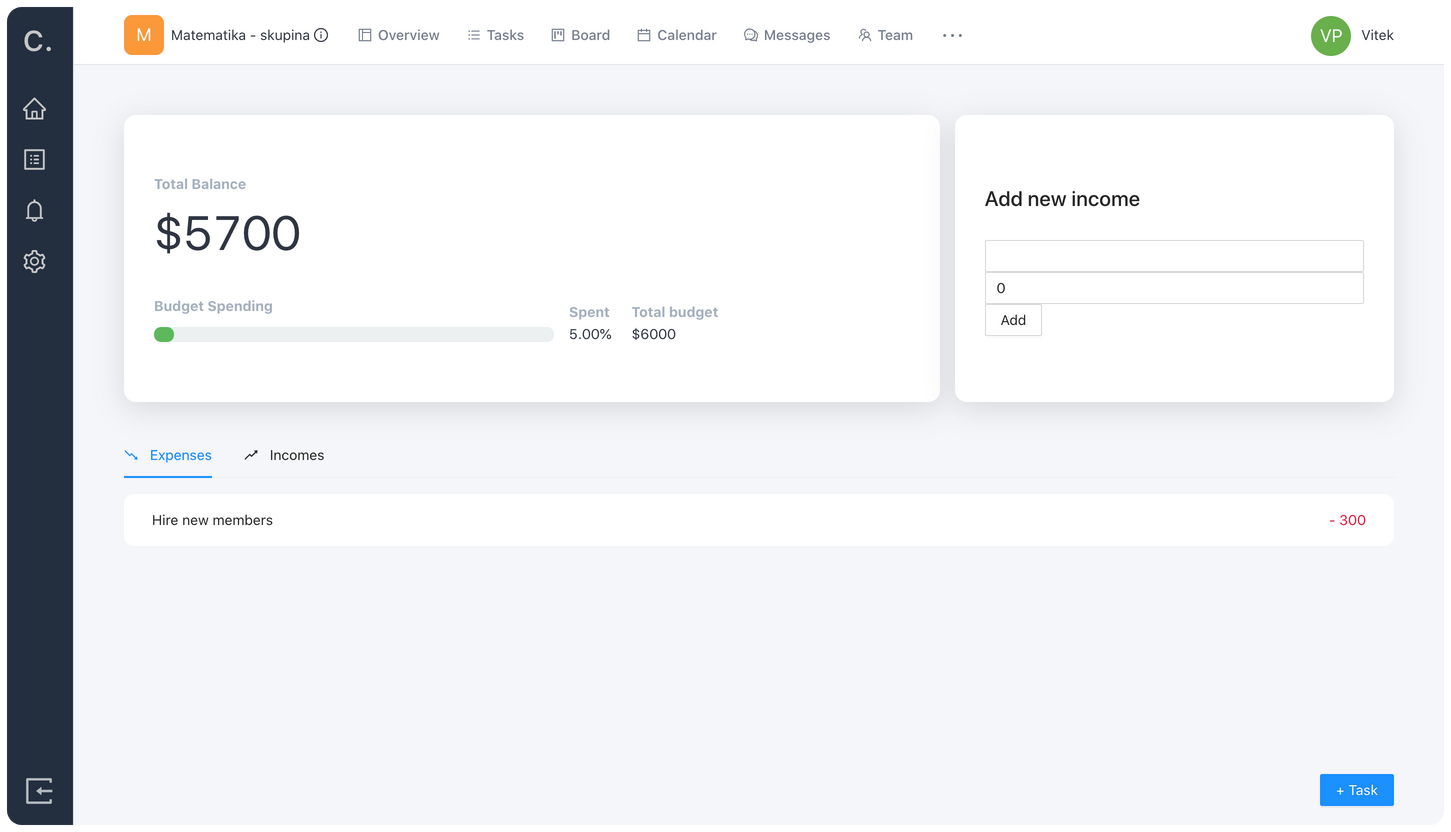 C.
M Matematika - skupina Overview Tasks Board Calendar Messages Team ... VP Vitek
Total Balance
$5700
Budget Spending
Spent Total budget
5.00% $6000
Add new income
0
Add
Expenses Incomes
Hire new members - 300
+ Task